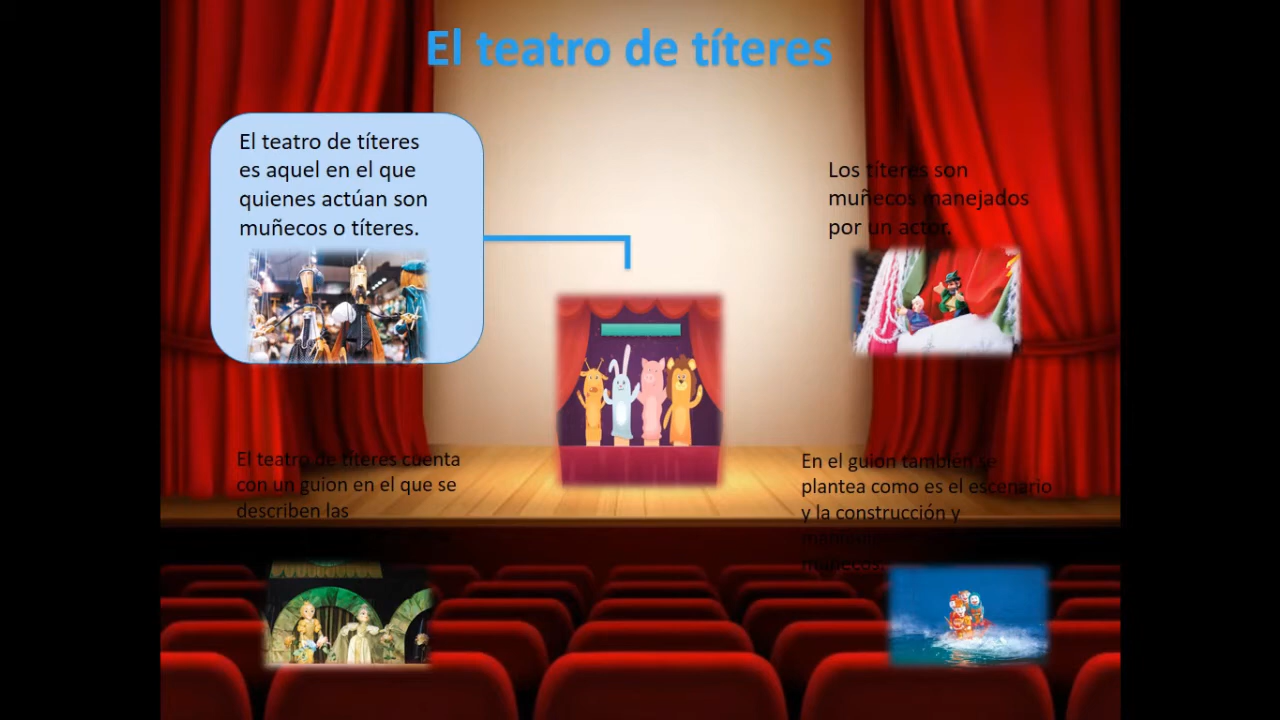 El teatro de títeres
El teatro de títeres
es aquel en el que
quienes actúan son
muñecos o títeres.
Los títeres son
muñecos manejados
por un actor.
El teatro de títeres cuenta
con un guion en el que se
describen las
En el guion también se
plantea como es el escenario
y la construcción y
muñecos.